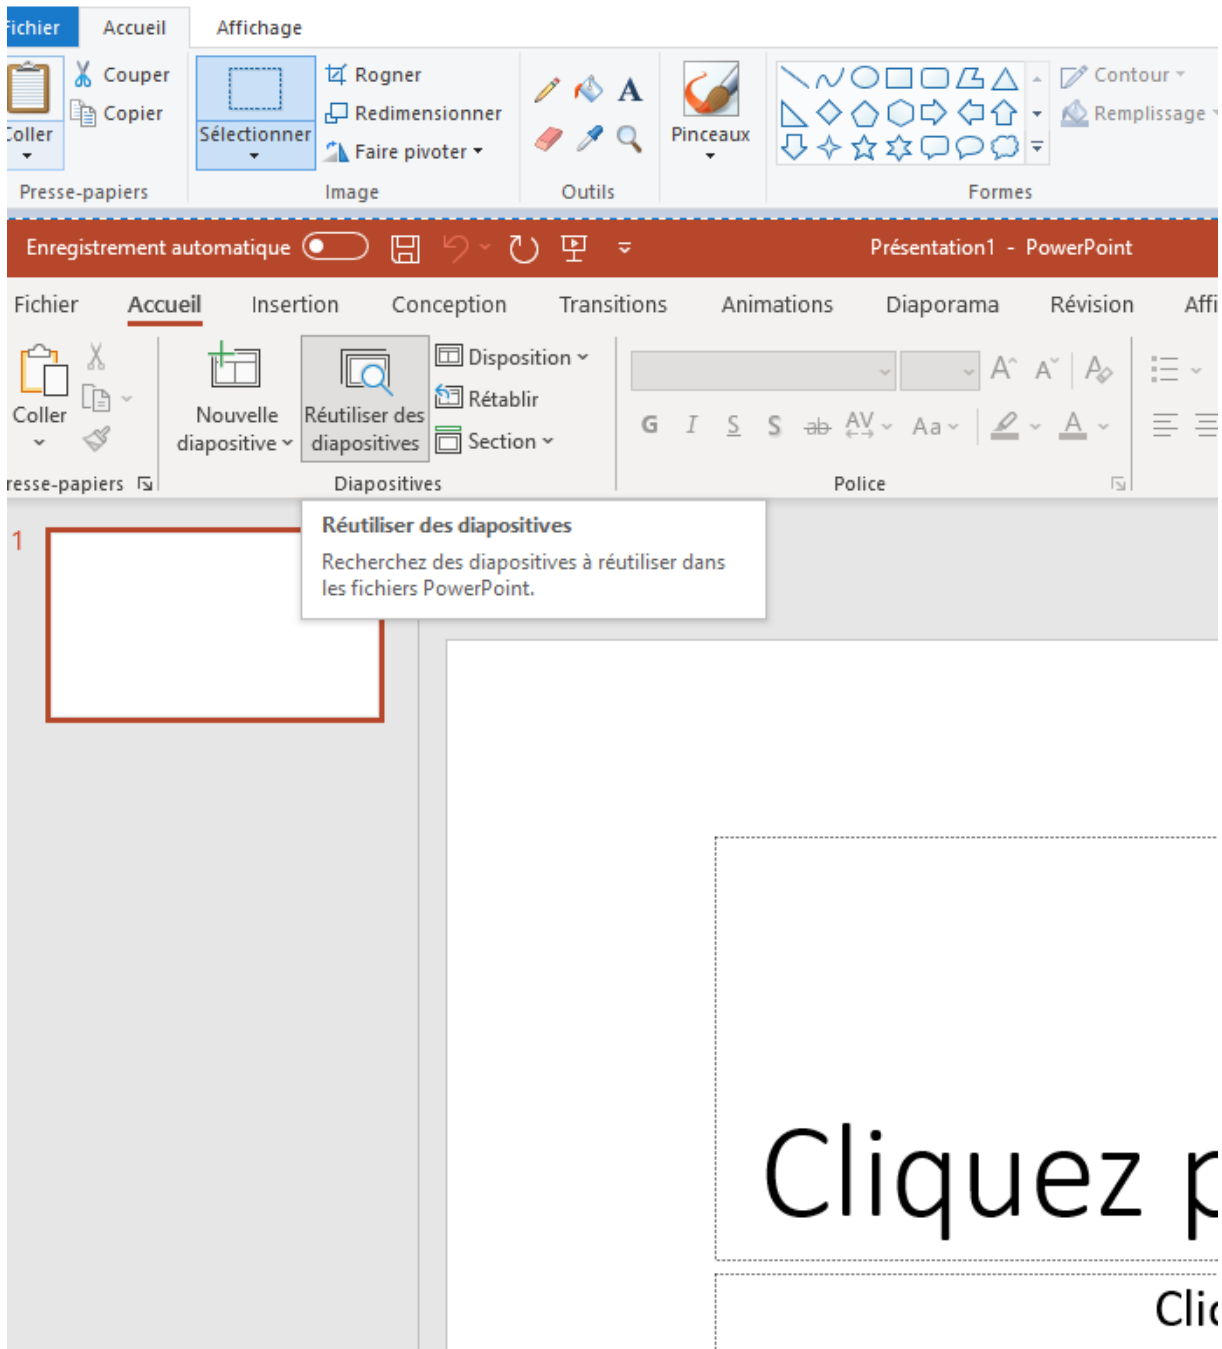 Fichier Accueil Affichage
Couper
Copier
Coller
Sélectionner
Rogner
Redimensionner
Faire pivoter
A
Pinceaux
Contour
Remplissage
Presse-papiers Image Outils Formes
Enregistrement automatique Présentation1 - PowerPoint
Fichier Accueil Insertion Conception Transitions Animations Diaporama Révision Affi
Coller
Nouvelle
diapositive
Réutiliser des
diapositives
Disposition
Rétablir
Section
A A A
G I S S ab AV Aa A
resse-papiers Diapositives Police
1
Réutiliser des diapositives
Recherchez des diapositives à réutiliser dans
les fichiers PowerPoint.
Cliquez p
Clic